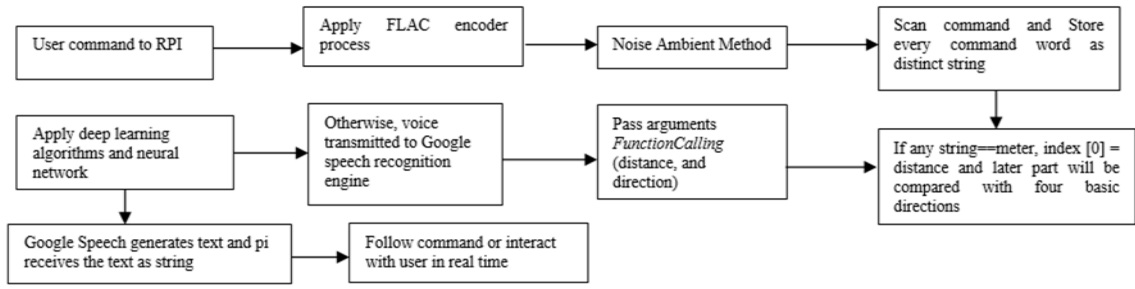 User command to RPI
Apply FLAC encoder
process
Noise Ambient Method
Scan command and Store
every command word as
distinct string
Apply deep learning
algorithms and neural
network
Otherwise, voice
transmitted to Google
speech recognition
engine
Pass arguments
FunctionCalling
(distance, and
direction)
If any string==meter, index [0] =
distance and later part will be
compared with four basic
directions
Google Speech generates text and pi
receives the text as string
Follow command or interact
with user in real time